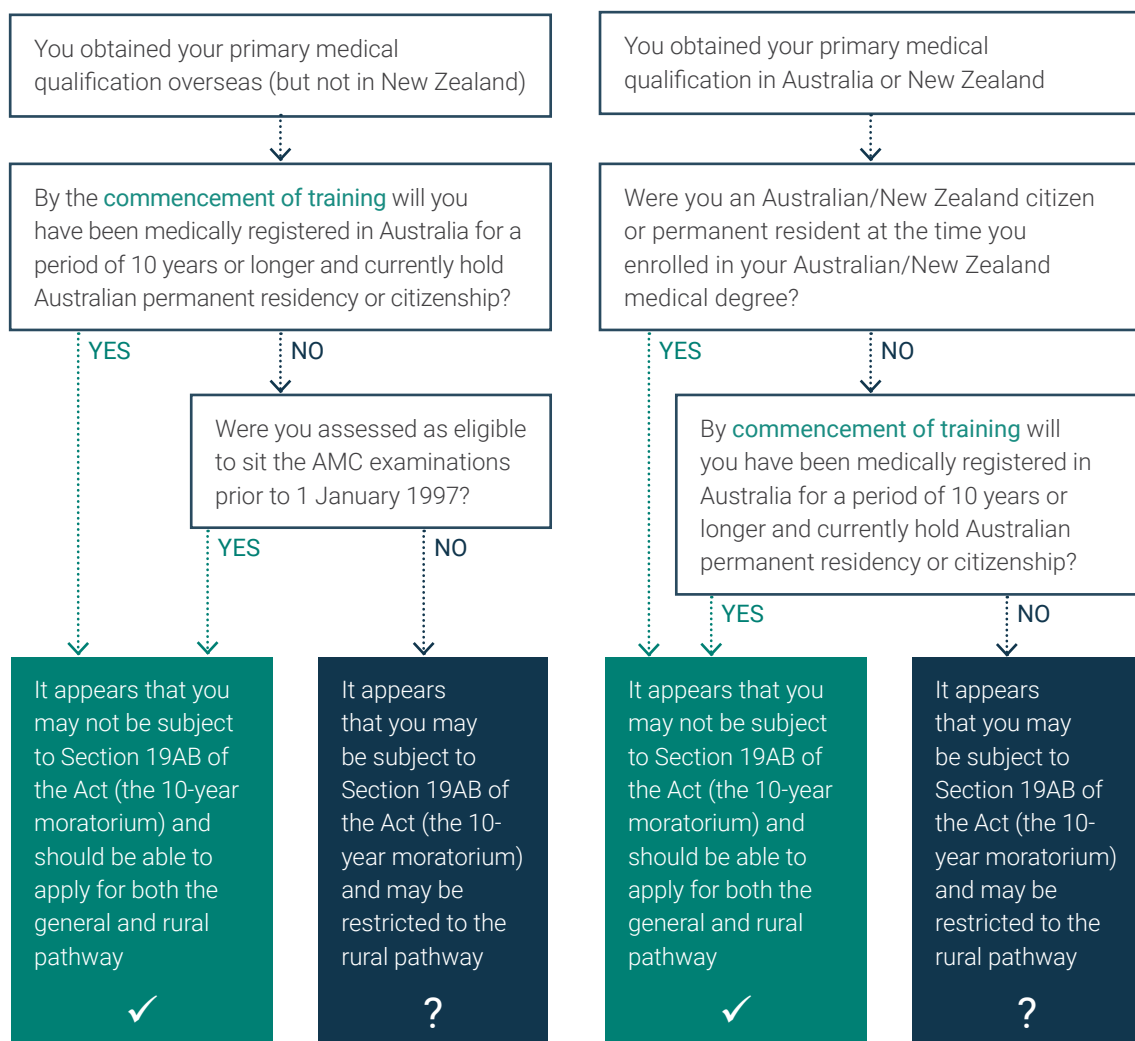 You obtained your primary medical
qualification overseas (but not in New Zealand)
By the commencement of training will you
have been medically registered in Australia for a
period of 10 years or longer and currently hold
Australian permanent residency or citizenship?
YES
NO
Were you assessed as eligible
to sit the AMC examinations
prior to 1 January 1997?
YES
NO
It appears that you
may not be subject
to Section 19AB of
the Act (the 10-year
moratorium) and
should be able to
apply for both the
general and rural
pathway
✓
It appears
that you may
be subject to
Section 19AB of
the Act (the 10-
year moratorium)
and may be
restricted to the
rural pathway
?
You obtained your primary medical
qualification in Australia or New Zealand
Were you an Australian/New Zealand citizen
or permanent resident at the time you
enrolled in your Australian/New Zealand
medical degree?
YES
NO
By commencement of training will
you have been medically registered in
Australia for a period of 10 years or
longer and currently hold Australian
permanent residency or citizenship?
YES
NO
It appears that you
may not be subject
to Section 19AB of
the Act (the 10-year
moratorium) and
should be able to
apply for both the
general and rural
pathway
✓
It appears
that you may
be subject to
Section 19AB of
the Act (the 10-
year moratorium)
and may be
restricted to the
rural pathway
?